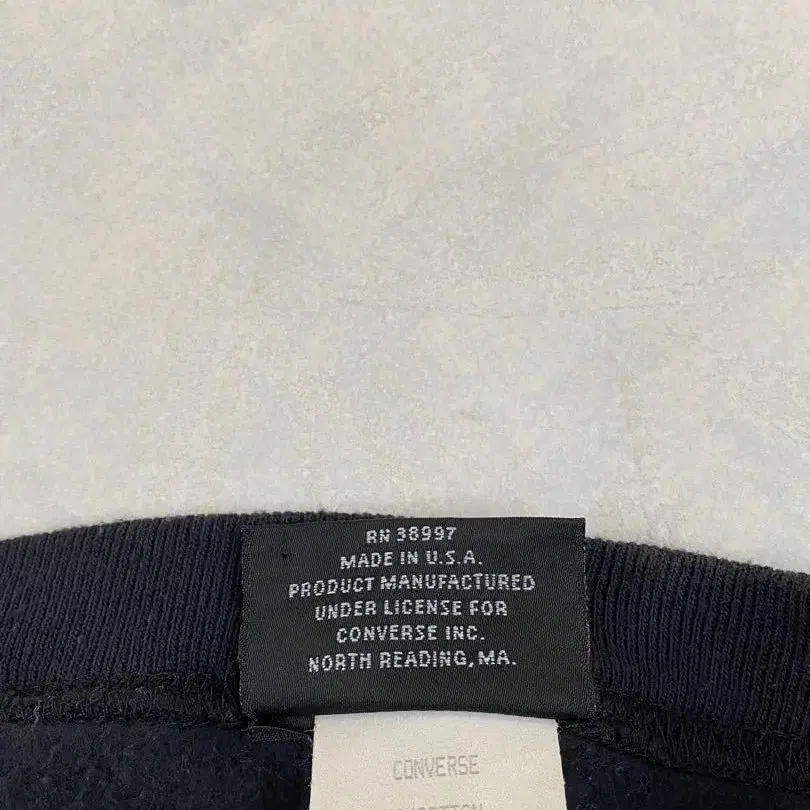 RN 38997
MADE IN U.S.A.
PRODUCT MANUFACTURED
UNDER LICENSE FOR
CONVERSE INC.
NORTH READING, MA.
CONVERSE